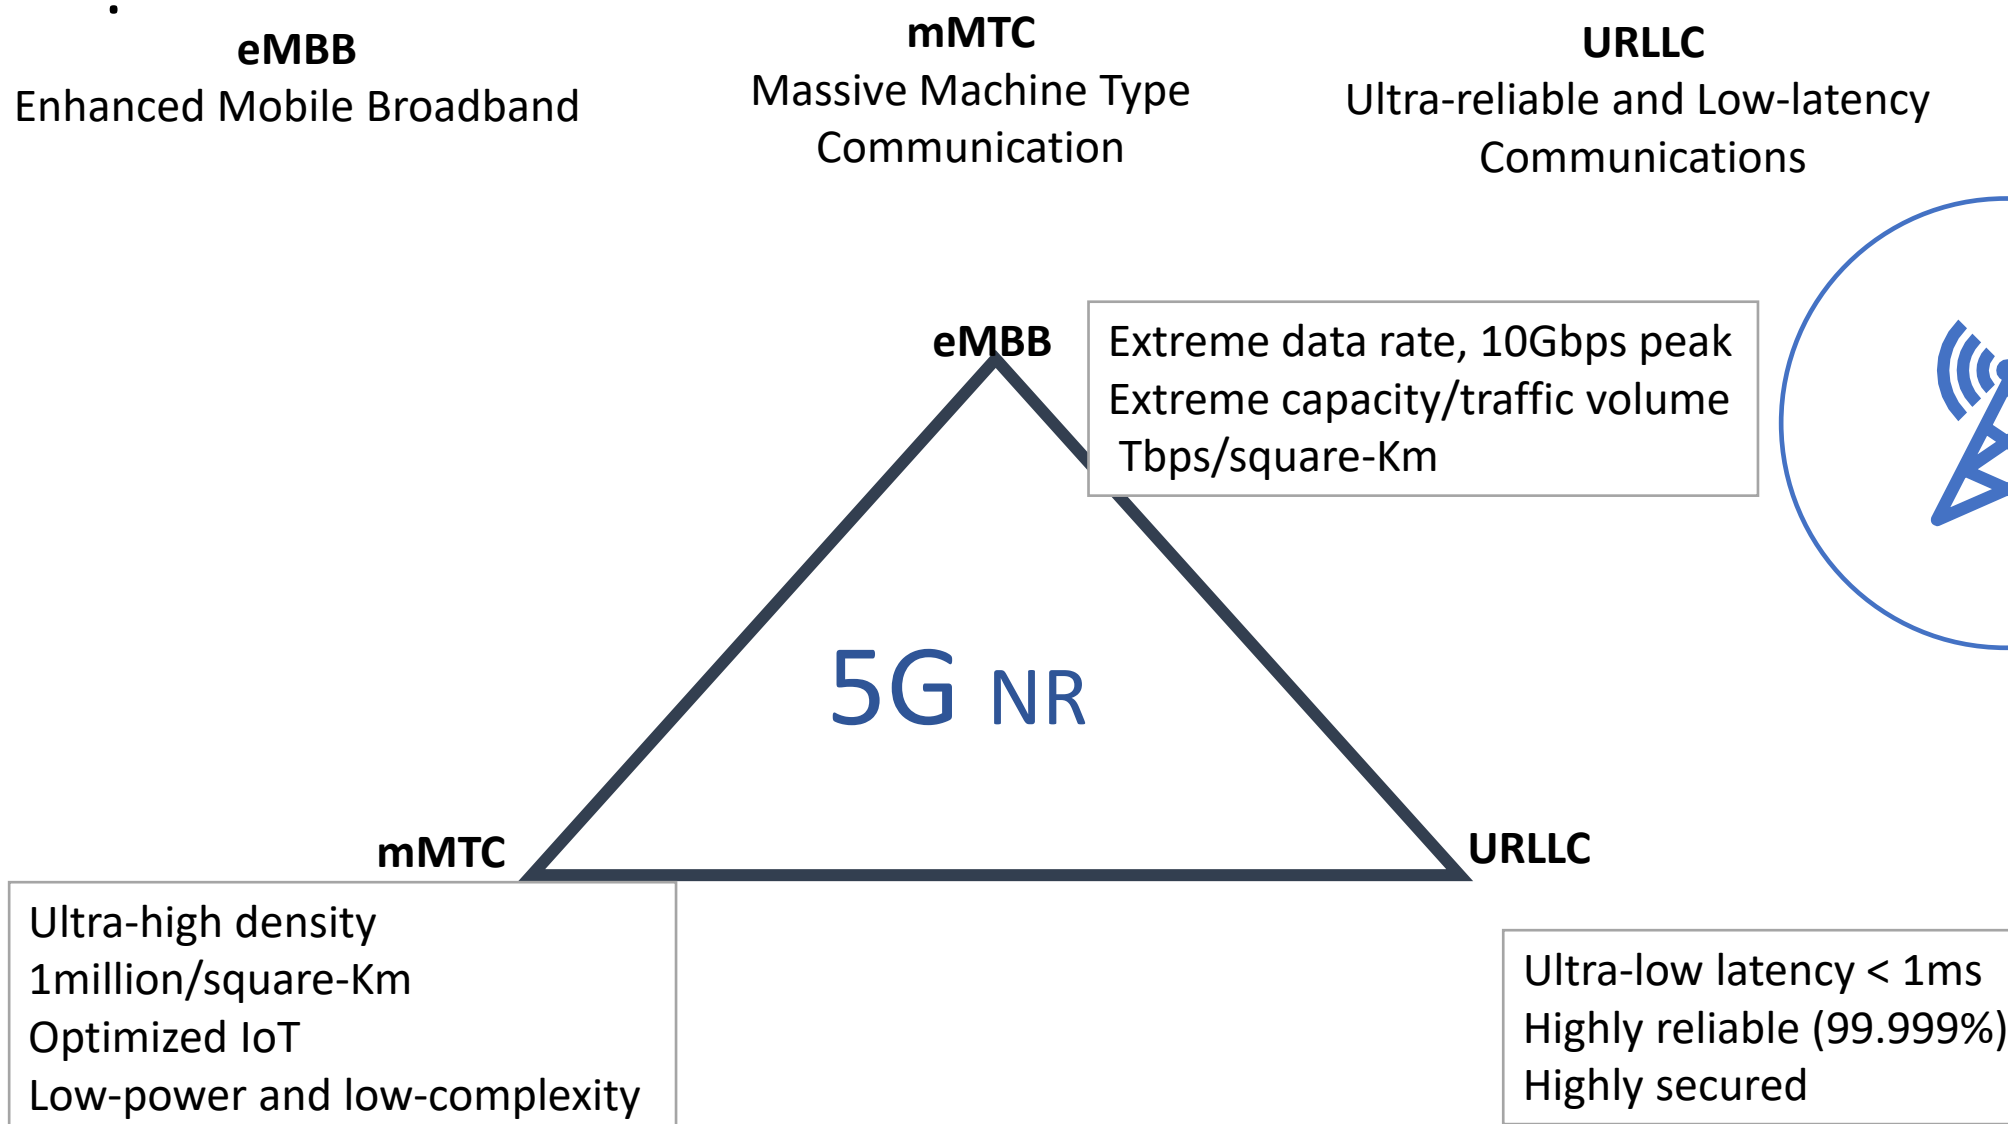 eMBB
Enhanced Mobile Broadband
mMTC
Massive Machine Type
Communication
URLLC
Ultra-reliable and Low-latency
Communications
eMBB
Extreme data rate, 10Gbps peak
Extreme capacity/traffic volume
Tbps/square-Km
5G NR
mMTC
URLLC
Ultra-high density
1million/square-Km
Optimized IoT
Low-power and low-complexity
Ultra-low latency < 1ms
Highly reliable (99.999%)
Highly secured